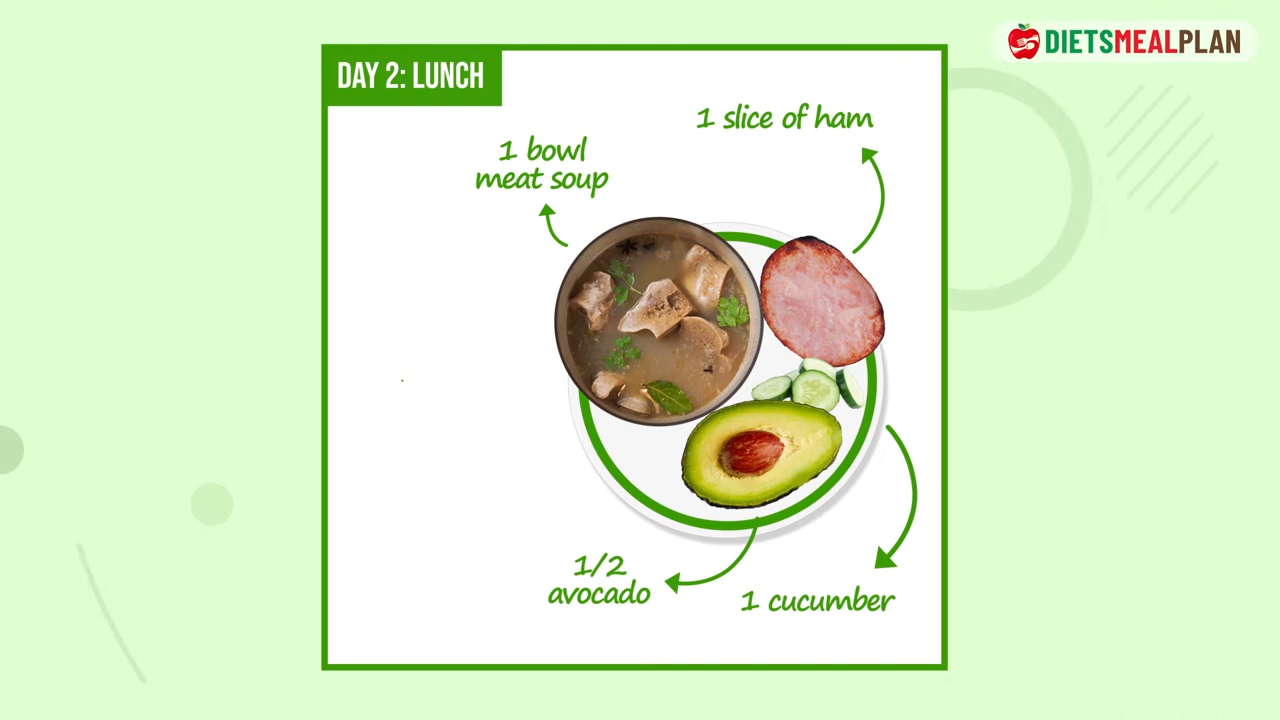 DIETSMEALPLAN
DAY 2: LUNCH
1 slice of ham
1 bowl
meat soup
1/2
avocado
1 cucumber